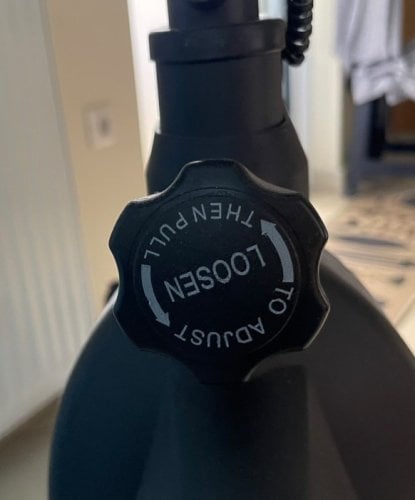 LOOSEN
THEN PULL
TO ADJUST